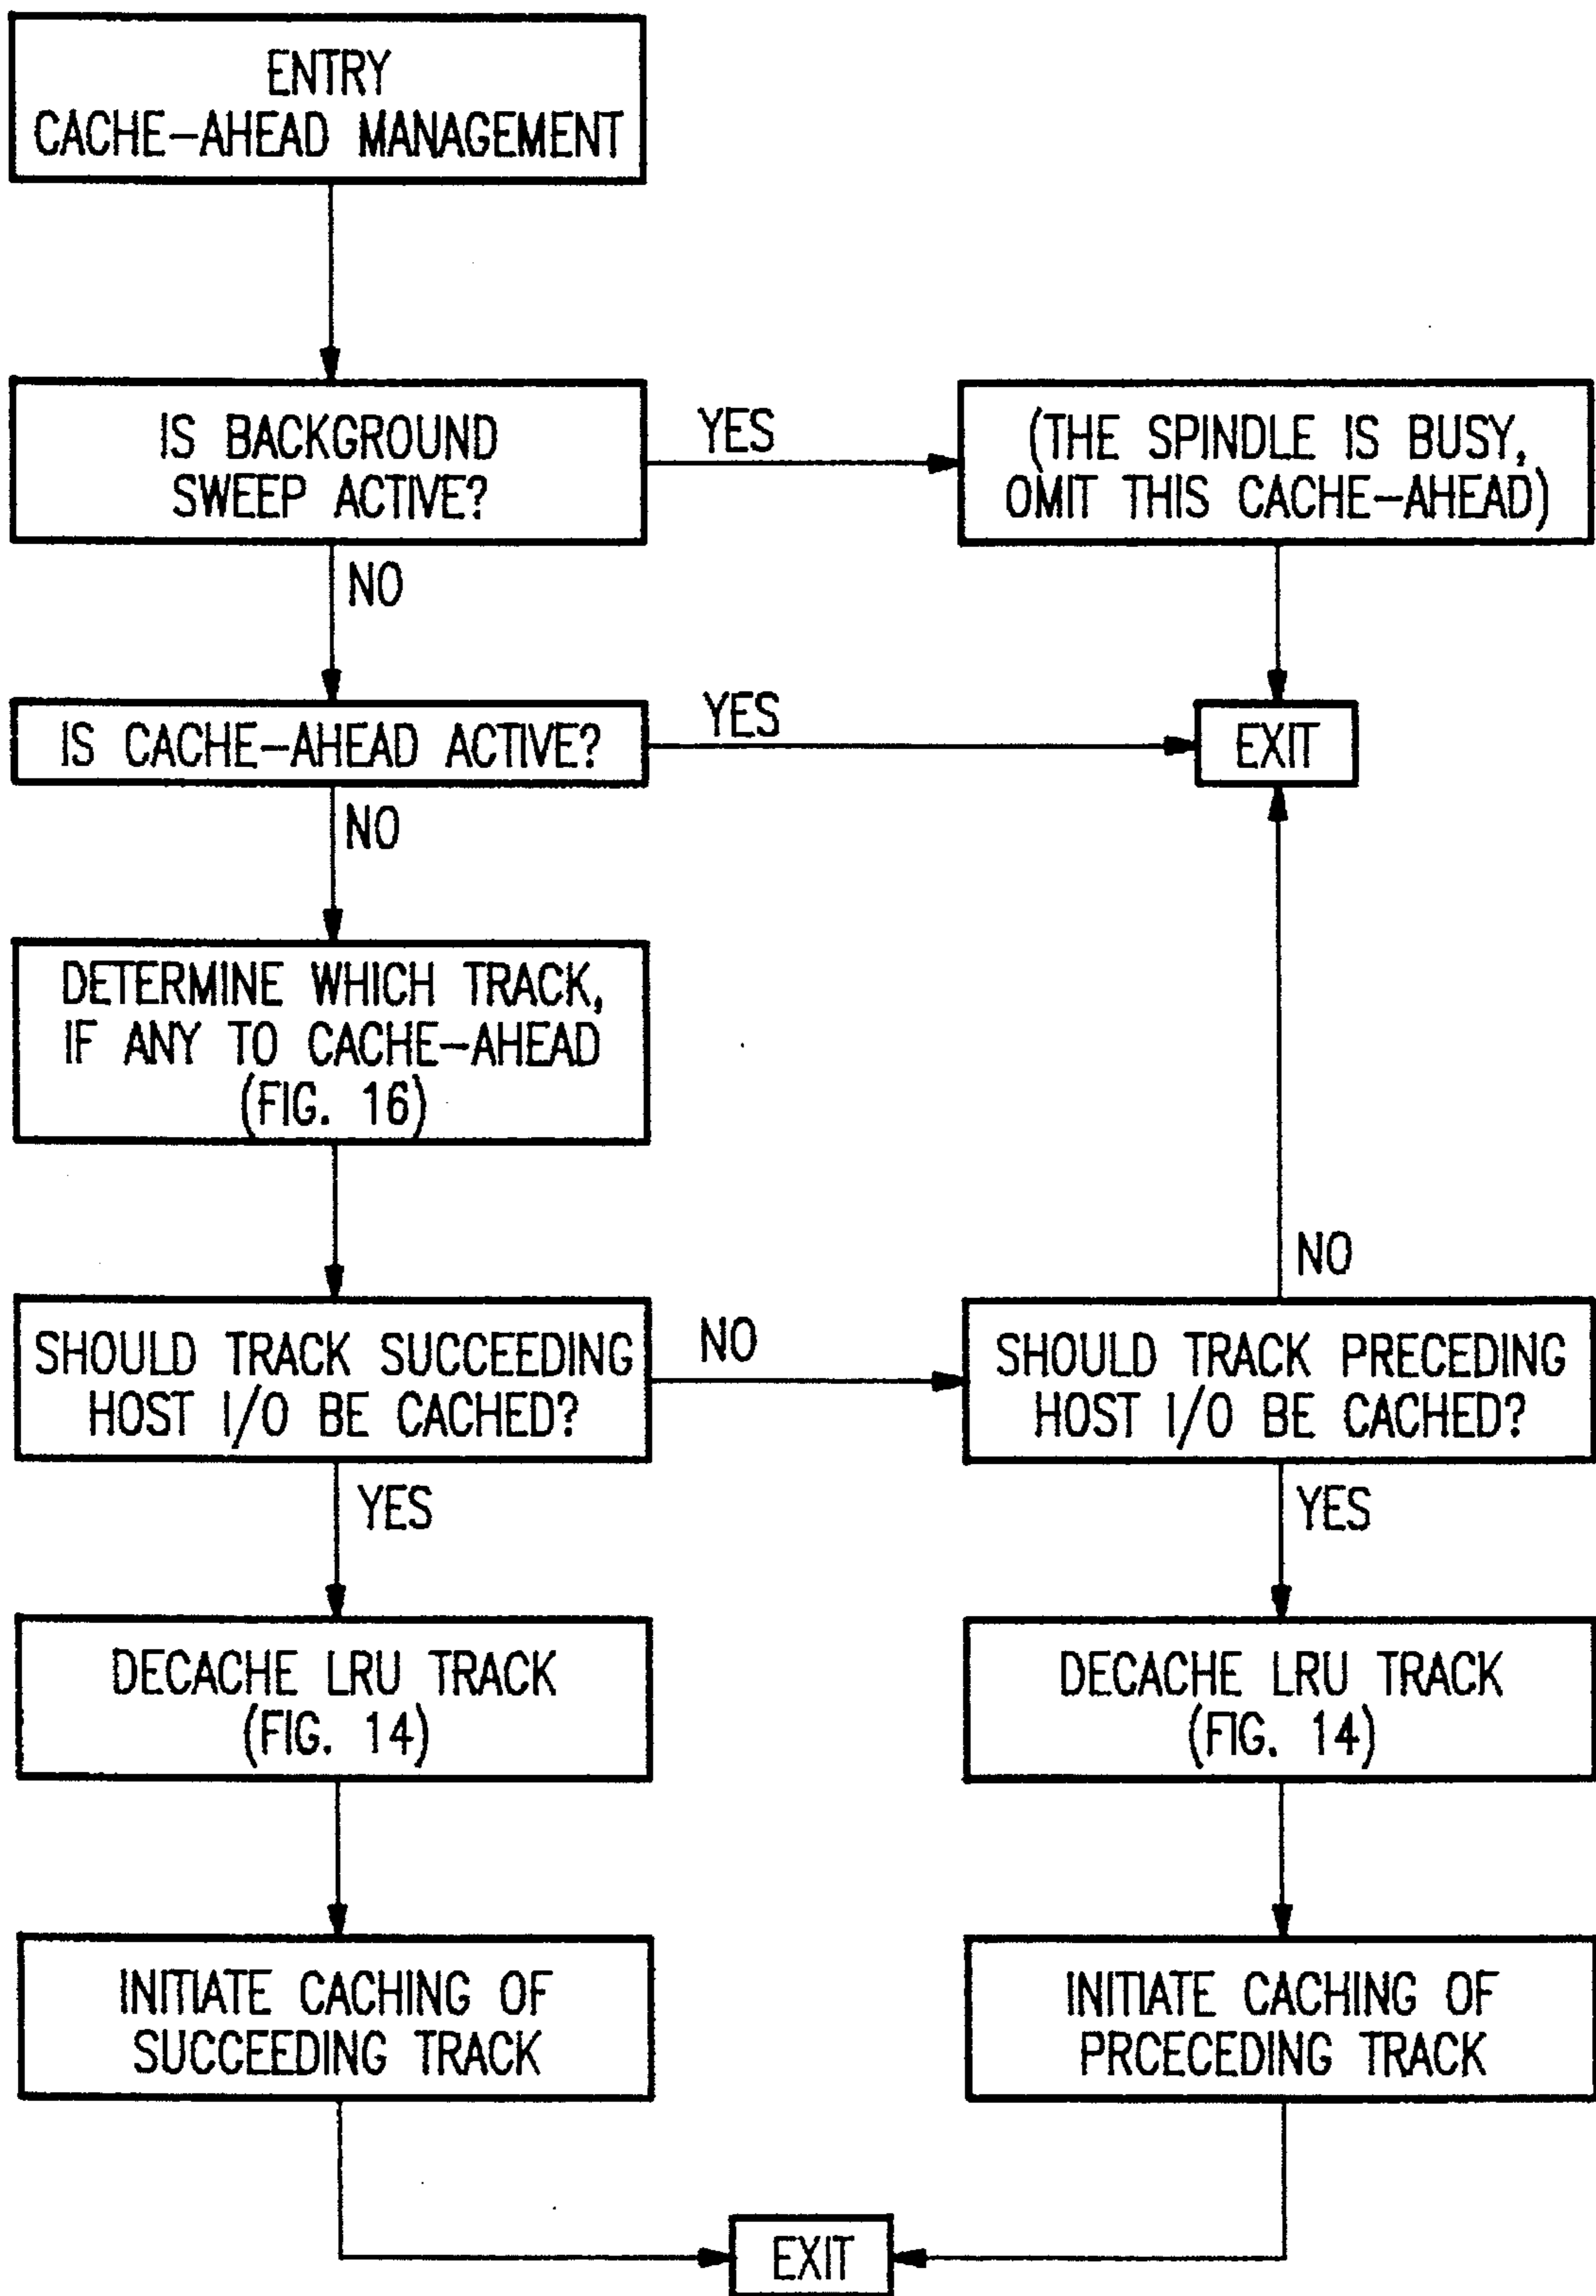 ENTRY
CACHE-AHEAD MANAGEMENT
IS BACKGROUND
SWEEP ACTIVE?
YES
(THE SPINDLE IS BUSY,
OMIT THIS CACHE-AHEAD)
NO
IS CACHE-AHEAD ACTIVE?
YES
EXIT
NO
DETERMINE WHICH TRACK,
IF ANY TO CACHE-AHEAD
(FIG. 16)
NO
SHOULD TRACK SUCCEEDING
HOST I/O BE CACHED?
NO
SHOULD TRACK PRECEDING
HOST I/O BE CACHED?
YES
YES
DECACHE LRU TRACK
(FIG. 14)
DECACHE LRU TRACK
(FIG. 14)
INITIATE CACHING OF
SUCCEEDING TRACK
INITIATE CACHING OF
PRCECEDING TRACK
EXIT